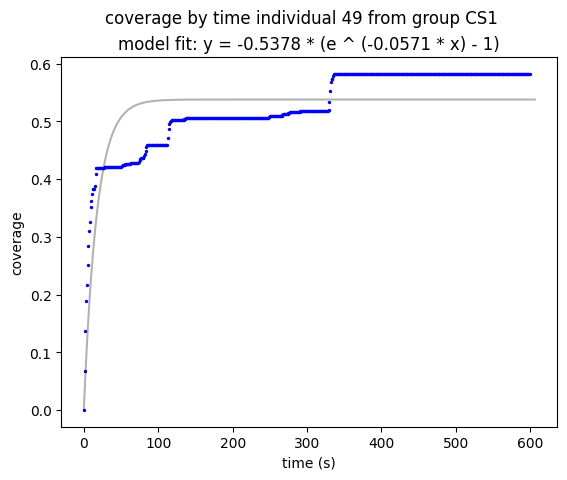 coverage by time individual 49 from group CS1
model fit: y = -0.5378 * (e ^ (-0.0571 * x) - 1)
0.6
0.5
0.4
0.3
0.2
0.1
0.0
coverage
0 100 200 300 400 500 600
time (s)